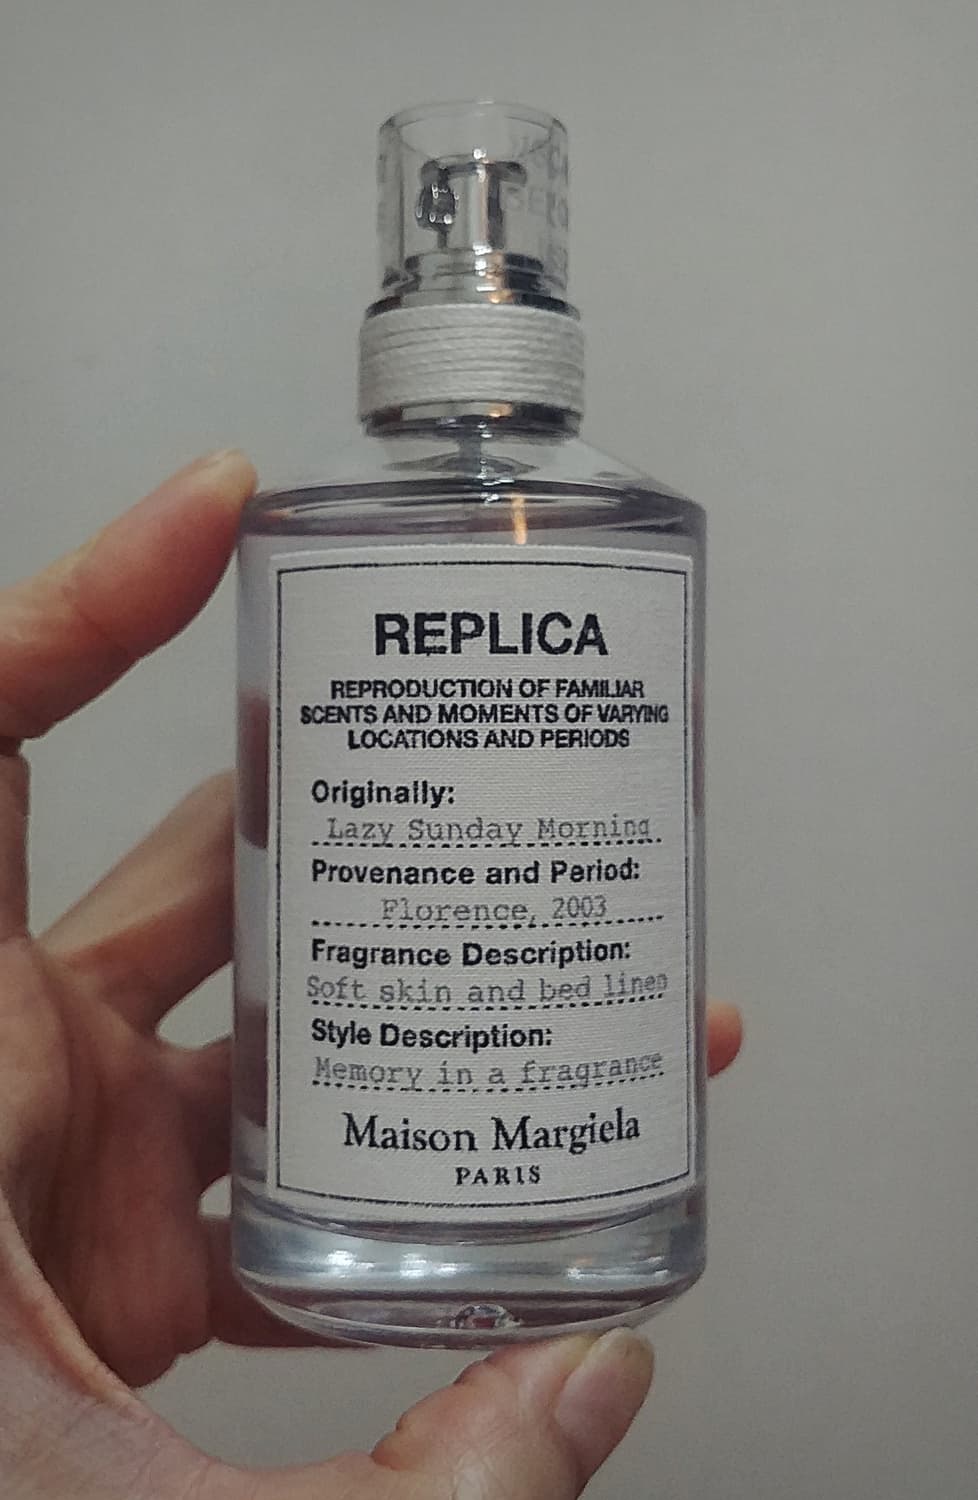 REPLICA
REPRODUCTION OF FAMILIAR
SCENTS AND MOMENTS OF VARYING
LOCATIONS AND PERIODS
Originally:
Lazy Sunday Morning
Provenance and Period:
Florence, 2003
Fragrance Description:
Soft skin and bed linen
Style Description:
Memory in a fragrance
Maison Margiela
PARIS